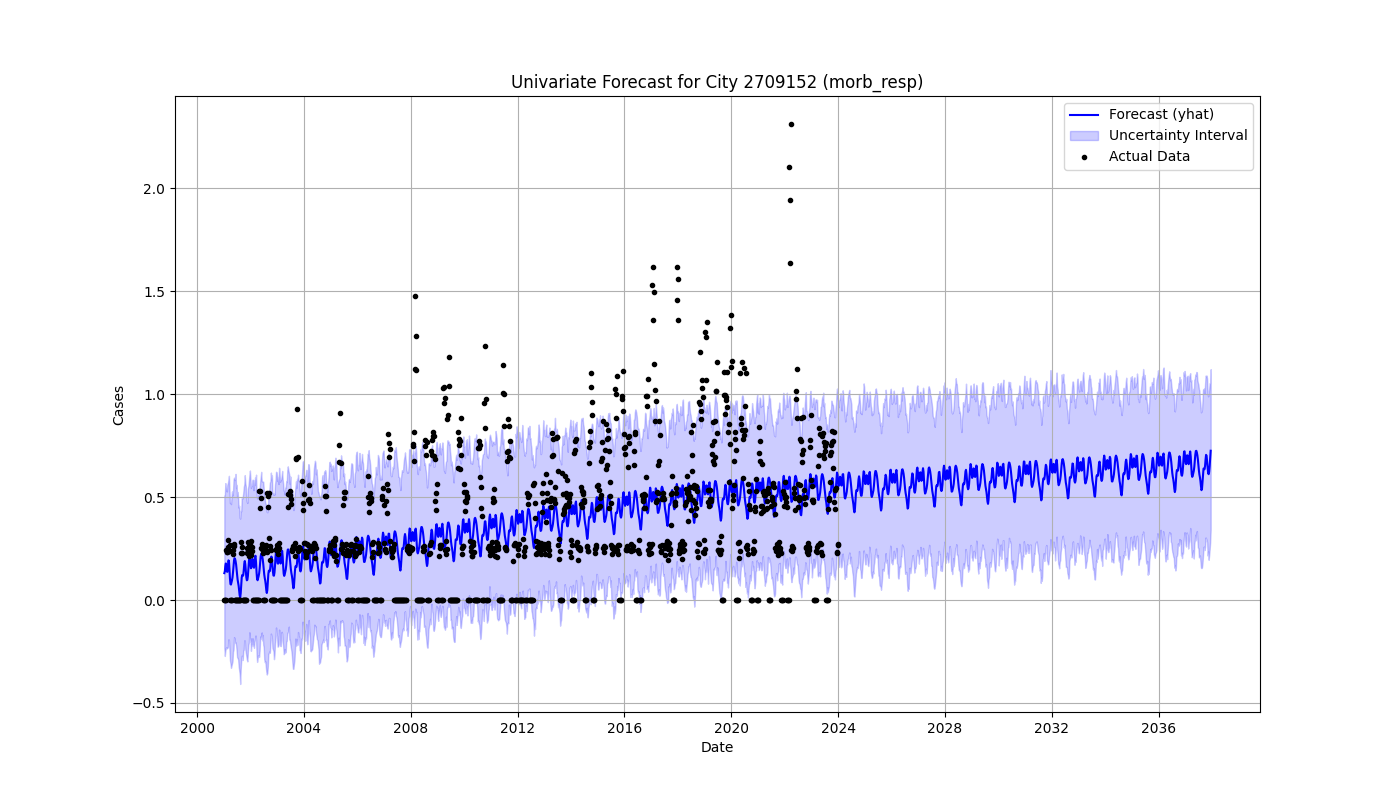 Univariate Forecast for City 2709152 (morb_resp)
Forecast (yhat)
Uncertainty Interval
Actual Data
Cases
2.0
1.5
1.0
0.5
0.0
−0.5
2000 2004 2008 2012 2016 2020 2024 2028 2032 2036
Date